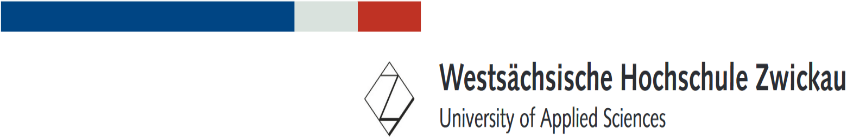 Westsächsische Hochschule Zwickau
University of Applied Sciences